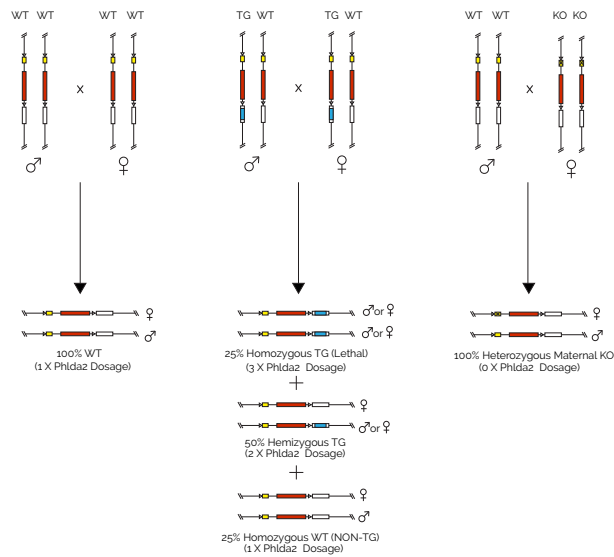 WT WT WT WT TG WT TG WT WT WT KO KO
x x x
♂ ♀ ♂ ♀ ♂ ♀
♀
♂
100% WT
(1 X Phlda2 Dosage)
♂or ♀
♂or ♀
25% Homozygous TG (Lethal)
(3 X Phlda2 Dosage)
+
♀
♂or ♀
50% Hemizygous TG
(2 X Phlda2 Dosage)
+
♀
♂
25% Homozygous WT (NON-TG)
(1 X Phlda2 Dosage)
♀
♂
100% Heterozygous Maternal KO
(0 X Phlda2 Dosage)